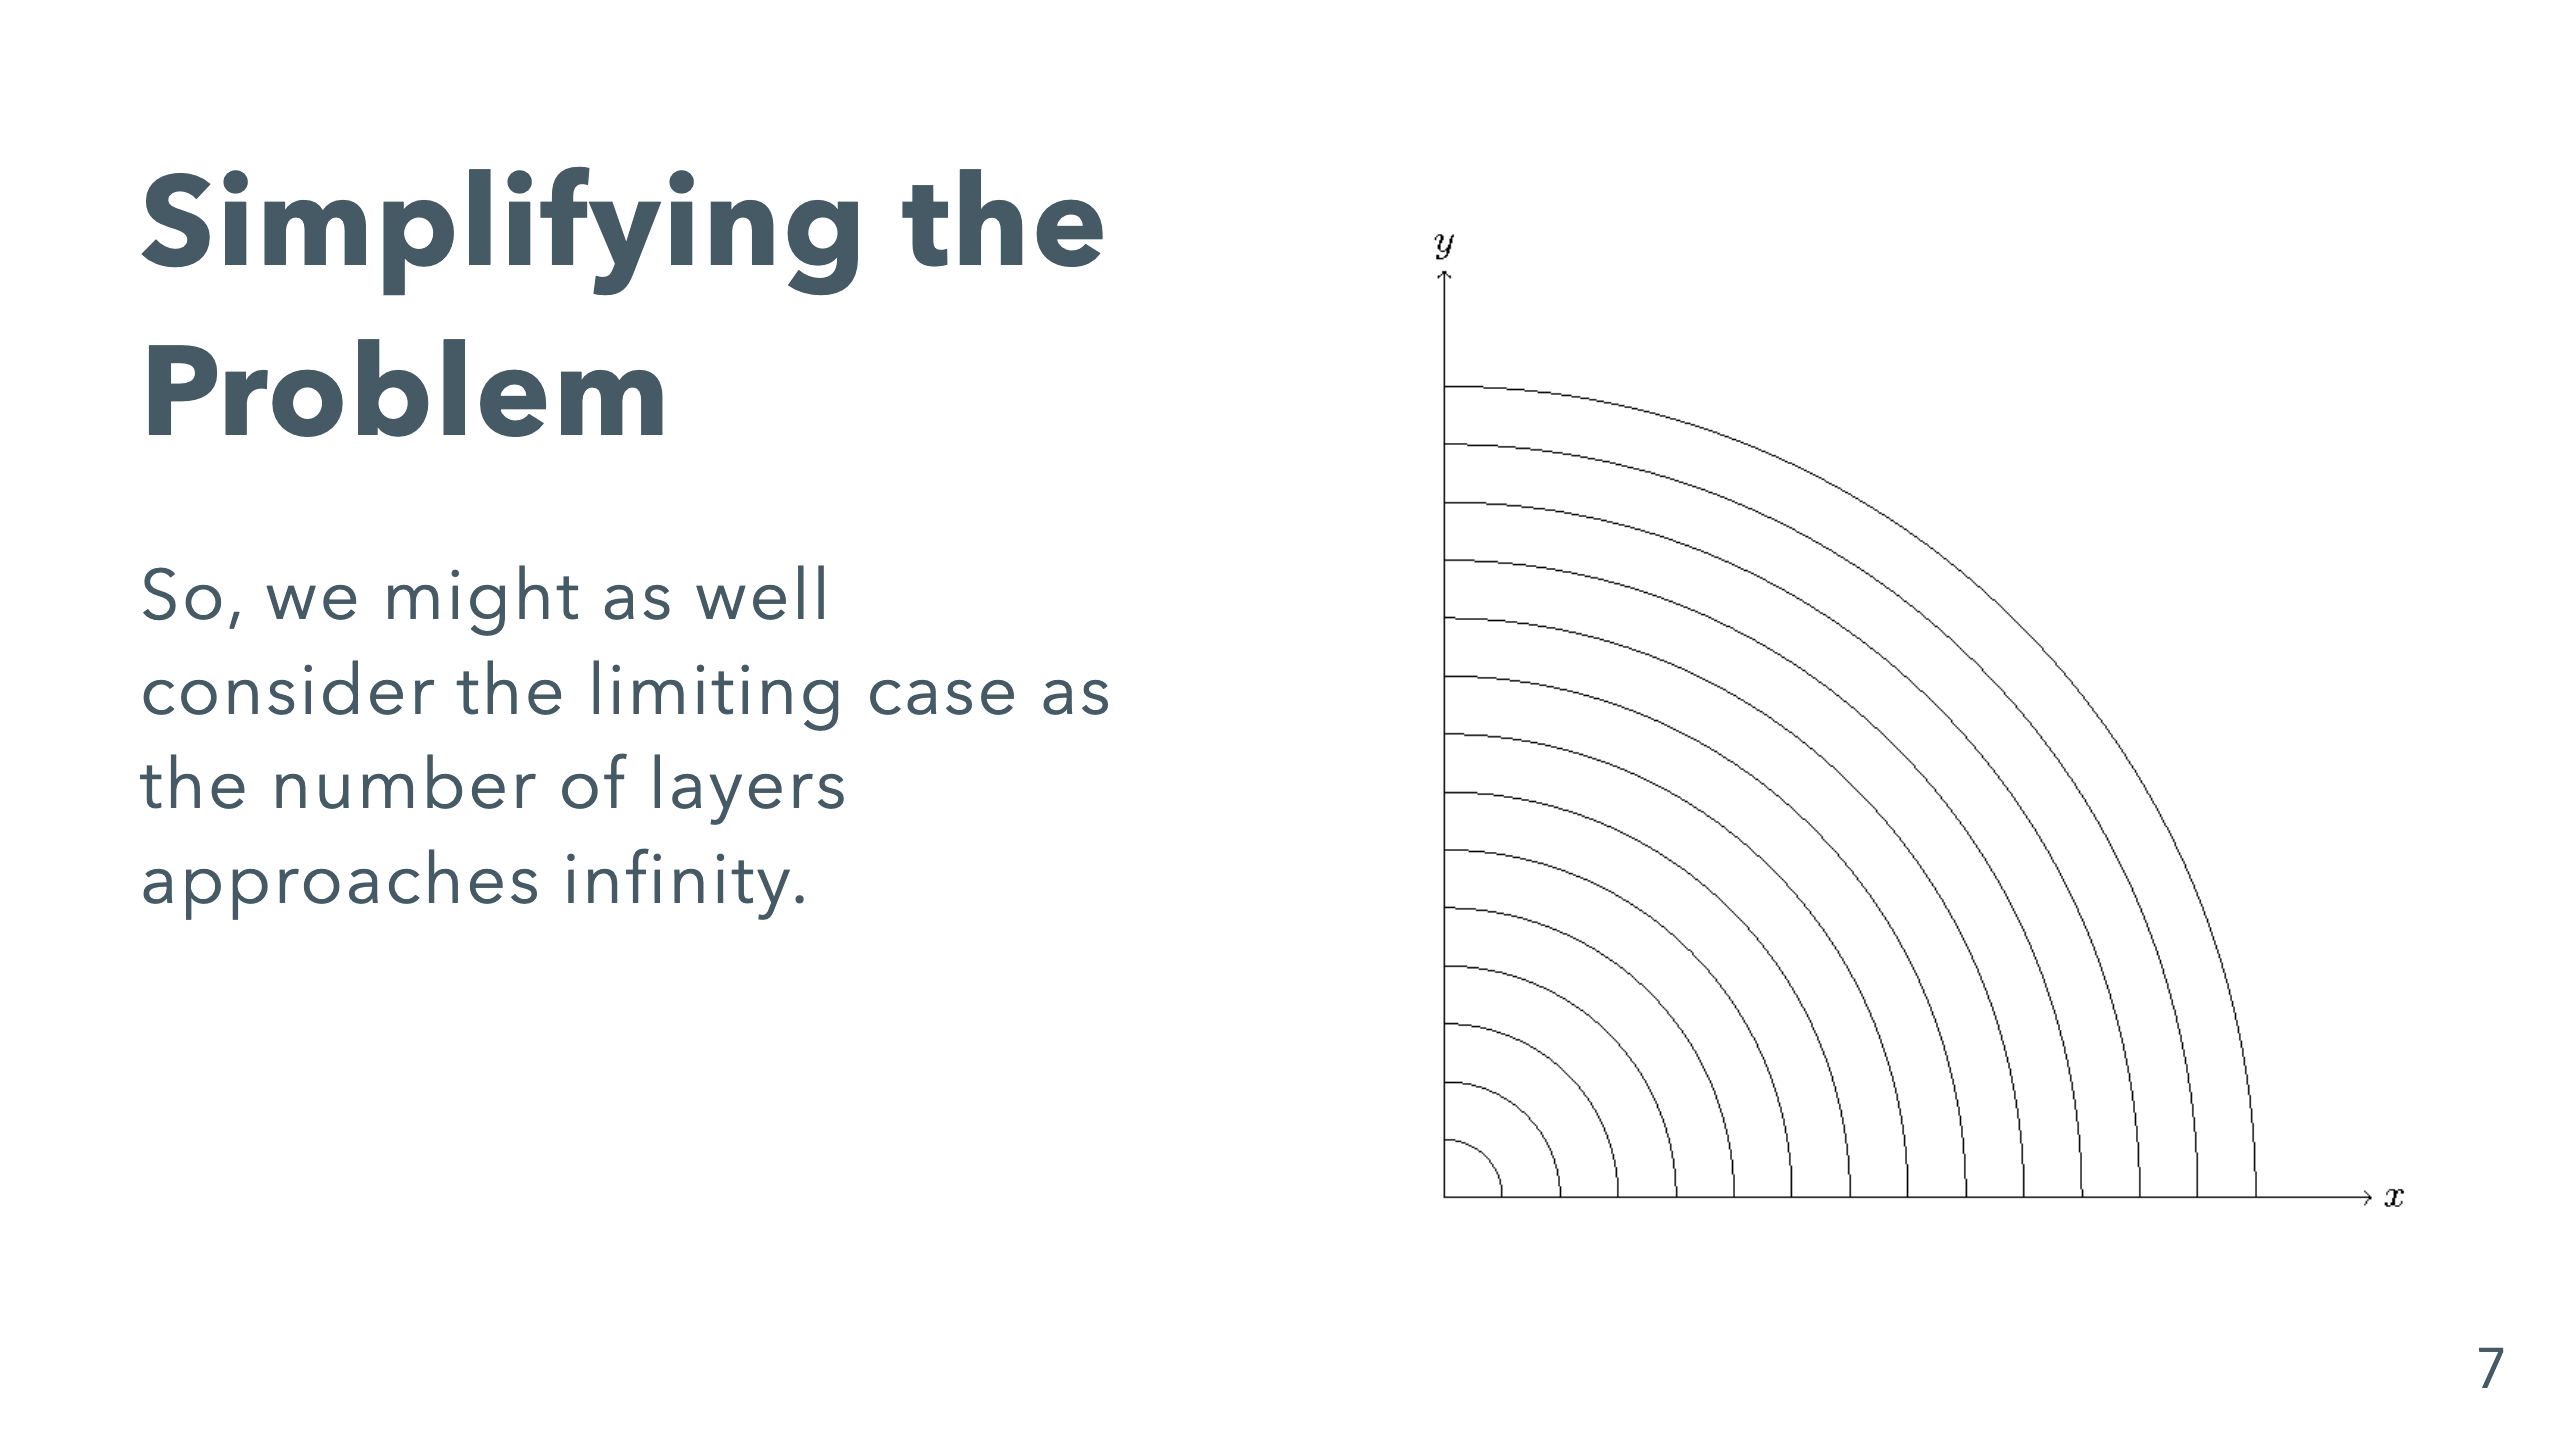 Simplifying the
Problem
So, we might as well
consider the limiting case as
the number of layers
approaches infinity.
y
x
7